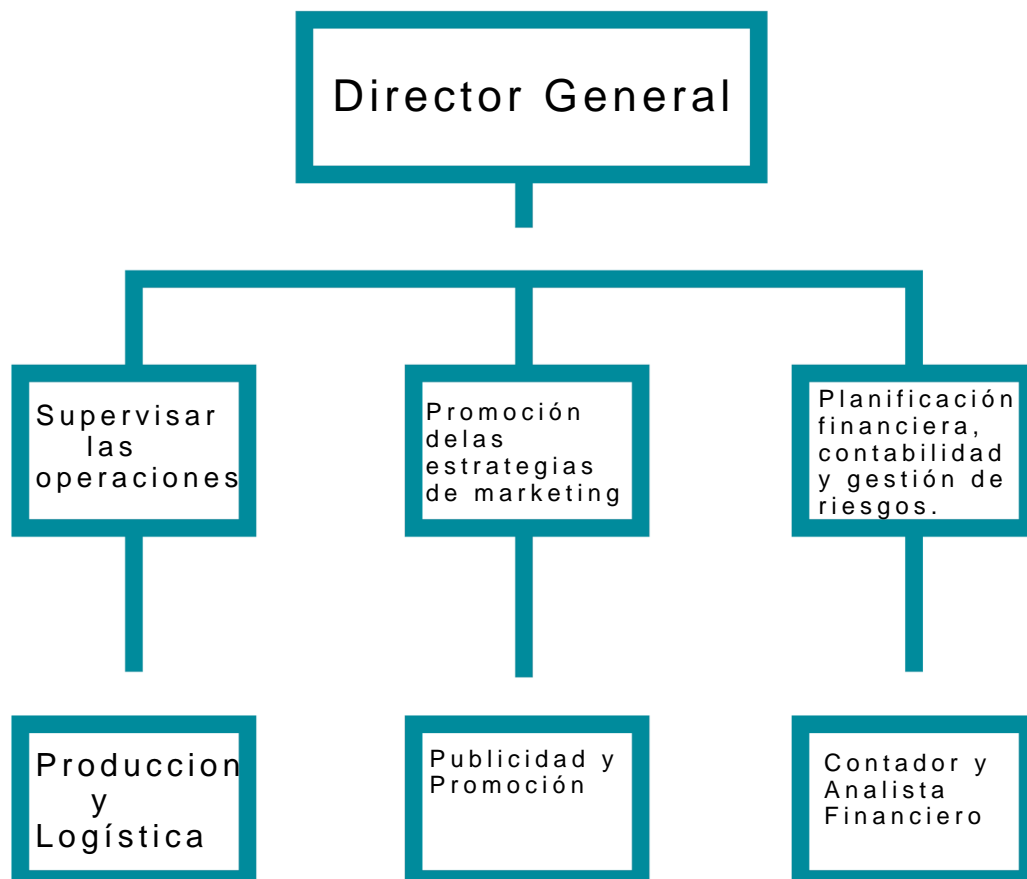 Director General
Supervisar
las
operaciones
Promoción
delas
estrategias
de marketing
Planificación
financiera,
contabilidad
y gestión de
riesgos.
Produccion
y
Logística
Publicidad y
Promoción
Contador y
Analista
Financiero